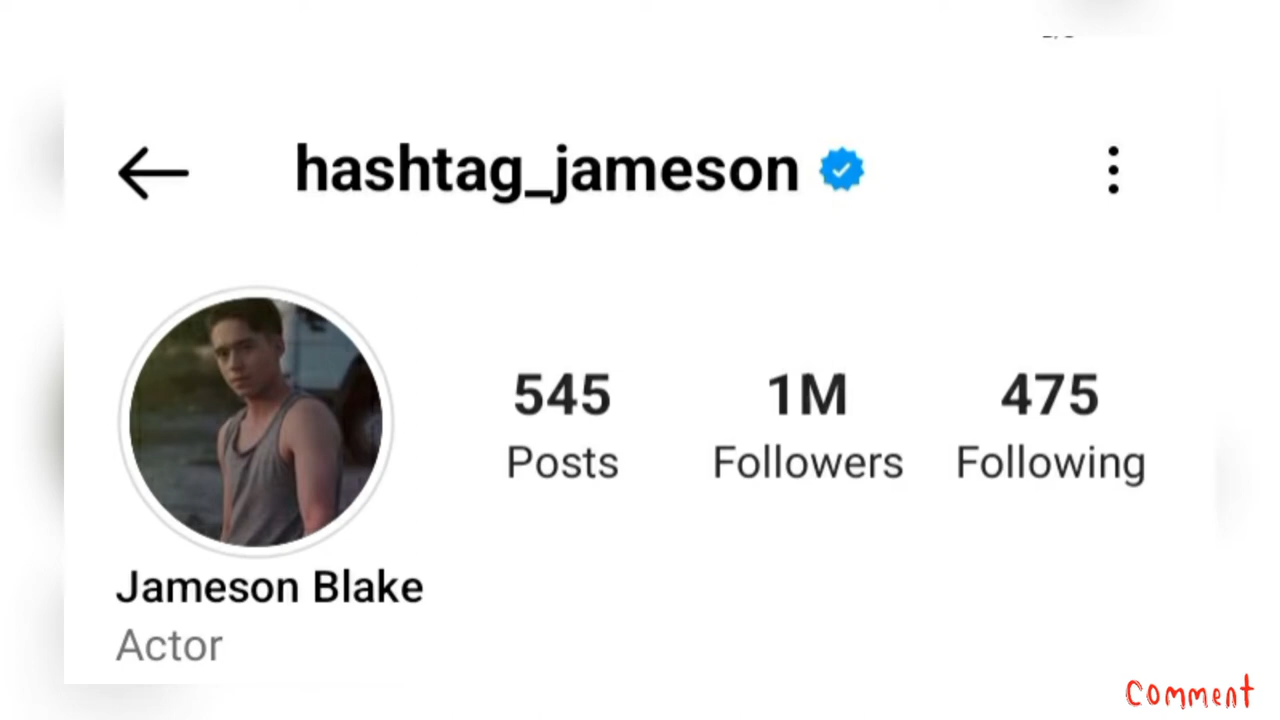 hashtag_jameson
545 1M 475
Posts Followers Following
Jameson Blake
Actor
comment